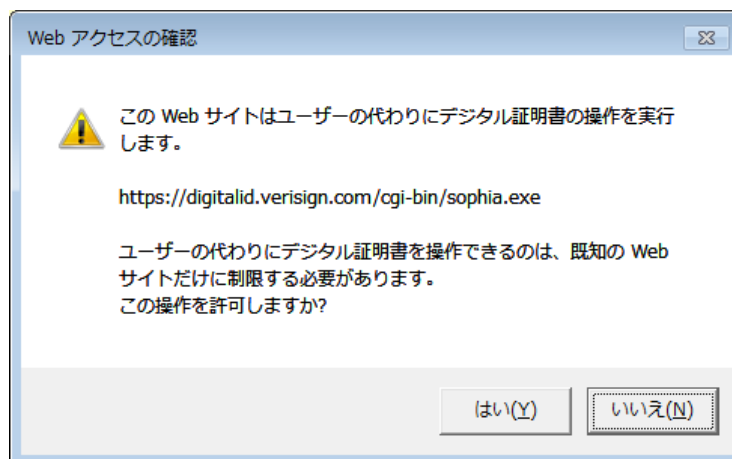 Web アクセスの確認
この Web サイトはユーザーの代わりにデジタル証明書の操作を実行
します。
https://digitalid.verisign.com/cgi-bin/sophia.exe
ユーザーの代わりにデジタル証明書を操作できるのは、既知の Web
サイトだけに制限する必要があります。
この操作を許可しますか?
はい(Y) いいえ(N)